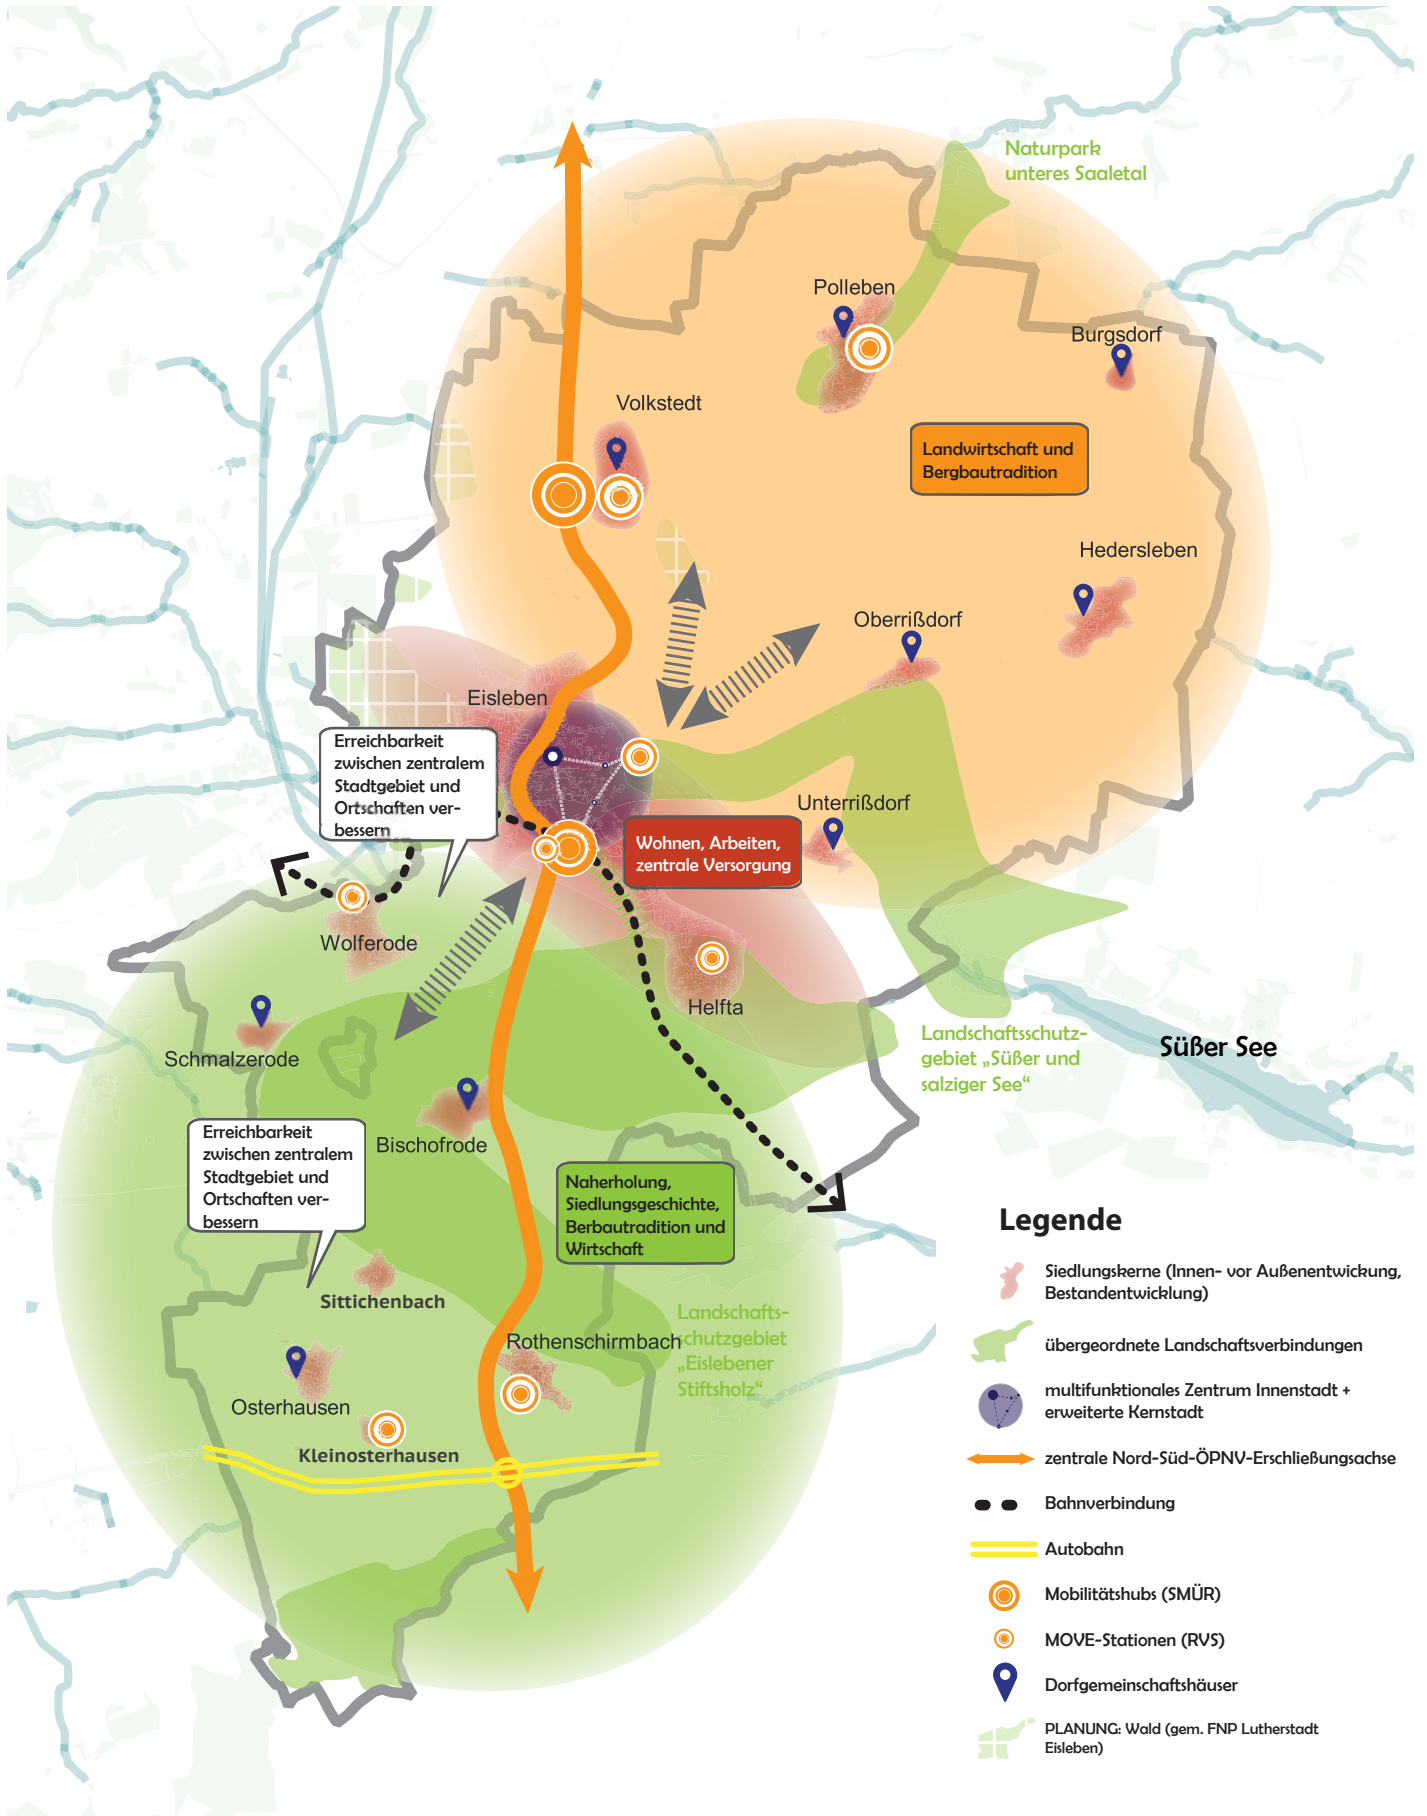 Naturpark
unteres Saaletal
Polleben
Burgsdorf
Volkstedt
Landwirtschaft und
Bergbautradition
Hedersleben
Oberrißdorf
Eisleben
Erreichbarkeit
zwischen zentralem
Stadtgebiet und
Ortschaften ver-
bessern
Unterrißdorf
Wohnen, Arbeiten,
zentrale Versorgung
Wolferode
Helfta
Schmalzerode
Landschaftsschutz-
gebiet „Süßer und
salziger See“
Süßer See
Erreichbarkeit
zwischen zentralem
Stadtgebiet und
Ortschaften ver-
bessern
Bischofrode
Naherholung,
Siedlungsgeschichte,
Berbautradition und
Wirtschaft
Sittichenbach
Landschafts-
schutzgebiet
„Eislebener
Stiftsholz“
Rothenschirmbach
Osterhausen
Kleinosterhausen
Legende
Siedlungskerne (Innen- vor Außenentwickung,
Bestandentwicklung)
übergeordnete Landschaftsverbindungen
multifunktionales Zentrum Innenstadt +
erweiterte Kernstadt
zentrale Nord-Süd-ÖPNV-Erschließungsachse
Bahnverbindung
Autobahn
Mobilitätshubs (SMÜR)
MOVE-Stationen (RVS)
Dorfgemeinschaftshäuser
PLANUNG: Wald (gem. FNP Lutherstadt
Eisleben)